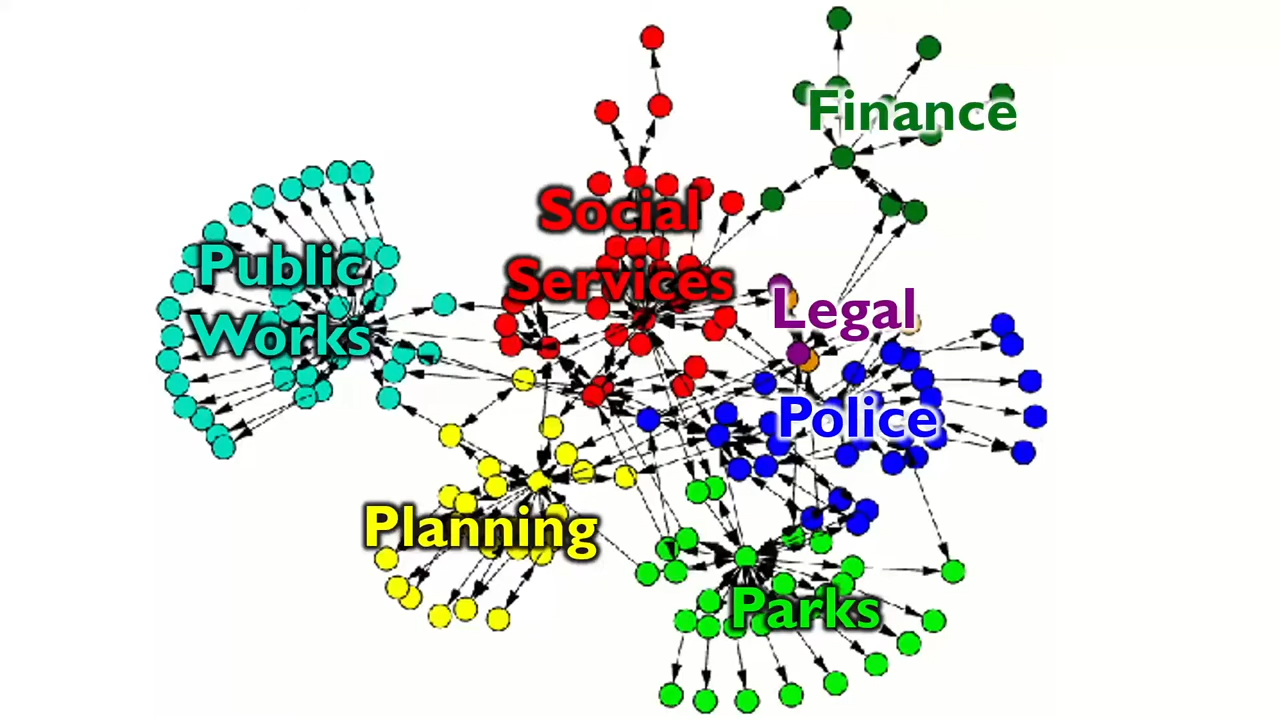 Finance
Social
Services
Public
Works
Legal
Police
Planning
Parks